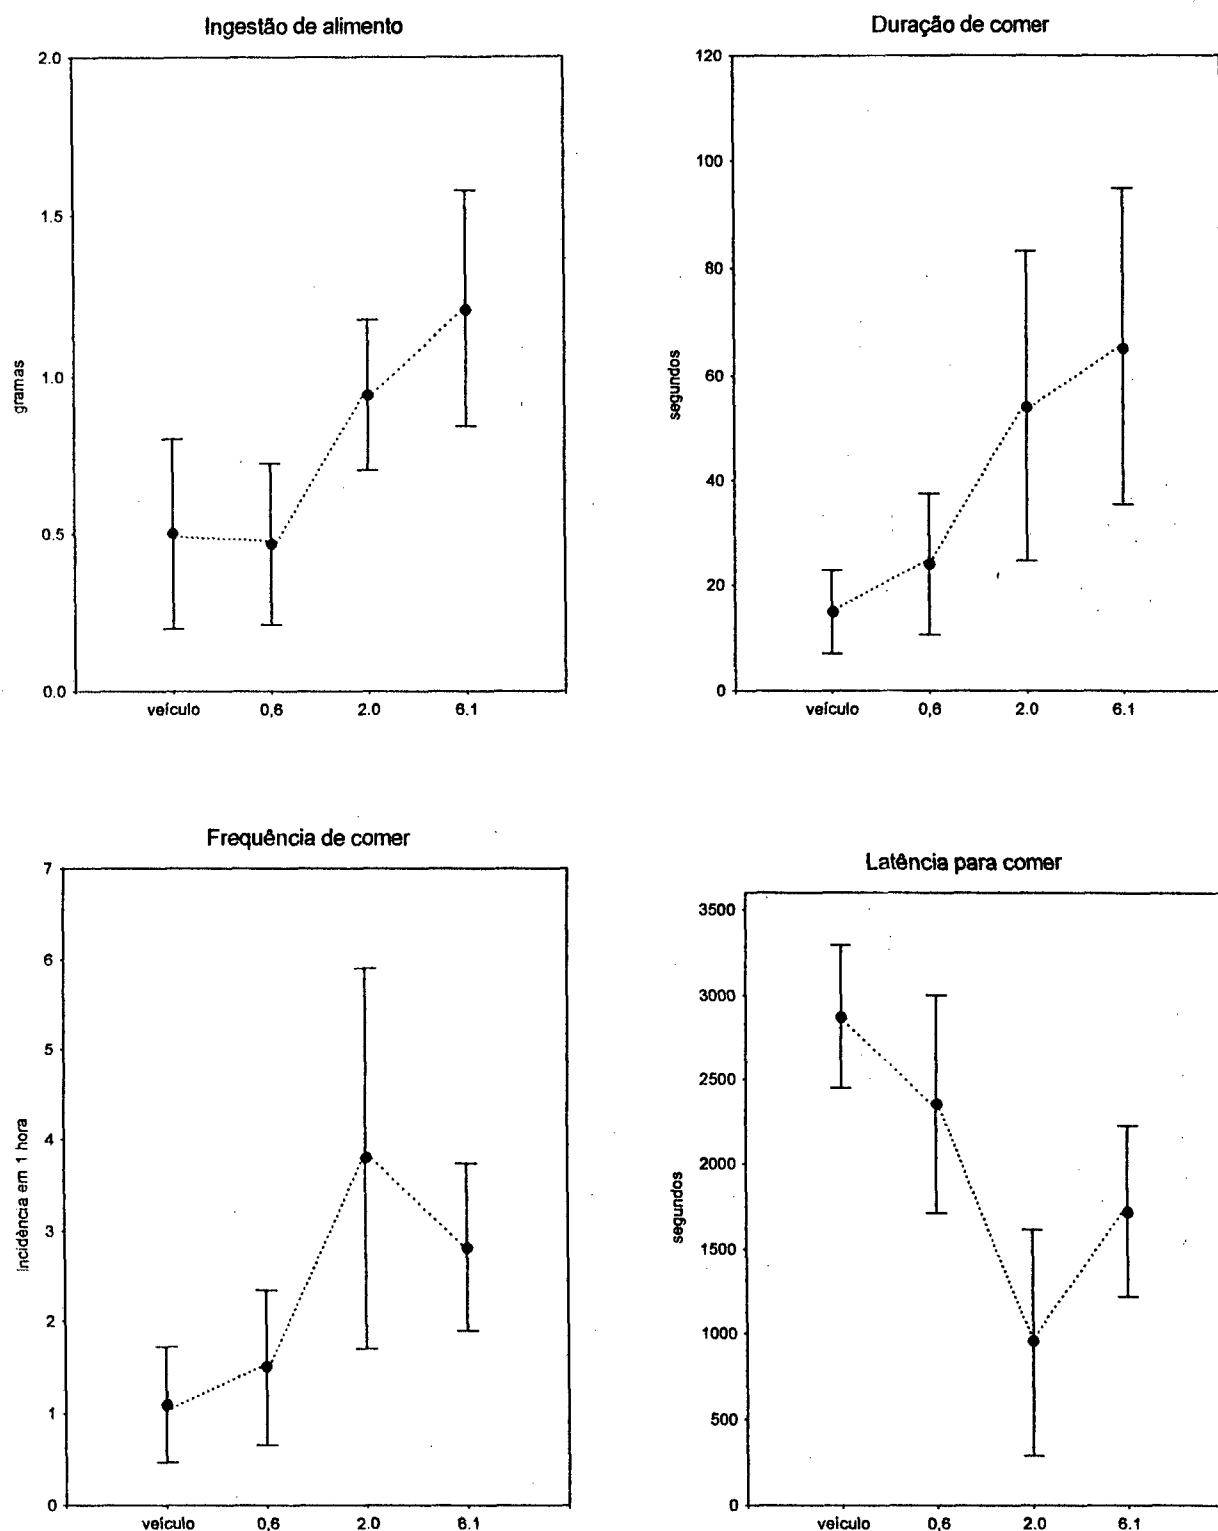 Ingestão de alimento
2.0
1.5
1.0
0.5
0.0
gramas
veículo 0,6 2.0 6.1
Duração de comer
120
100
80
60
40
20
0
segundos
veículo 0,6 2.0 6.1
Frequência de comer
7
6
5
4
3
2
1
0
incidência em 1 hora
veículo 0,6 2.0 6.1
Latência para comer
3500
3000
2500
2000
1500
1000
500
0
segundos
veículo 0,6 2.0 6.1